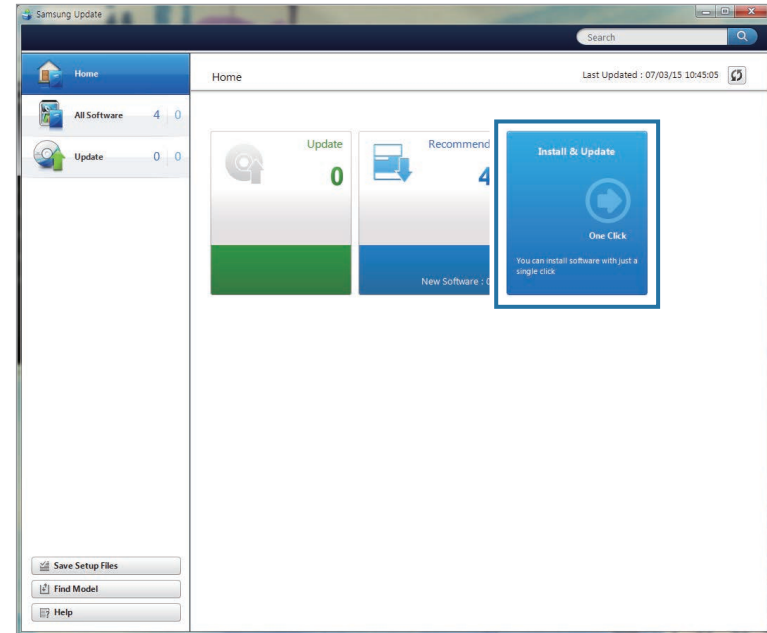 Samsung Update
Search
Home
Home
Last Updated : 07/03/15 10:45:05
All Software 4 0
Update 0 0
Update
0
Recommend
4
New Software : 0
Install & Update
One Click
You can install software with just a
single click
Save Setup Files
Find Model
Help